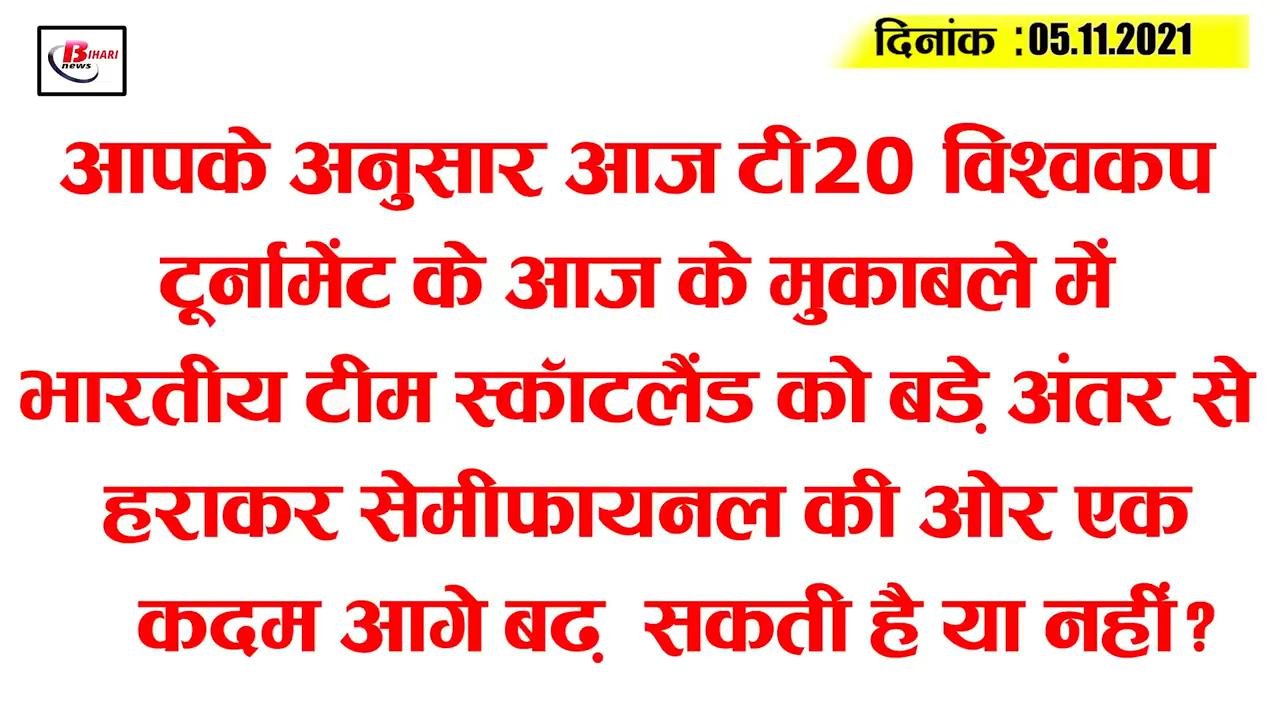 BIHARI
news
दिनांक :05.11.2021
आपके अनुसार आज टी20 विश्वकप
टूर्नामेंट के आज के मुकाबले में
भारतीय टीम स्कॉटलैंड को बड़े अंतर से
हराकर सेमीफायनल की ओर एक
कदम आगे बढ़ सकती है या नहीं?